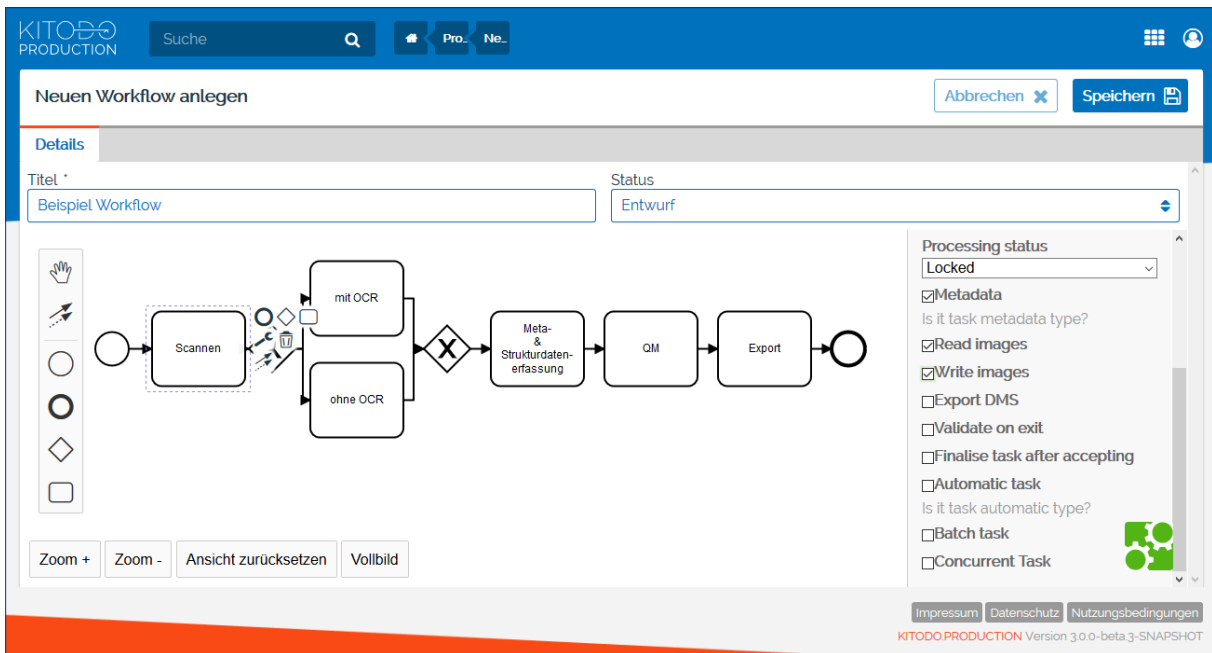 KITODO
PRODUCTION
Suche
Pro..
Ne..
Neuen Workflow anlegen
Abbrechen
Speichern
Details
Titel *
Status
Beispiel Workflow
Entwurf
Scannen
mit OCR
ohne OCR
Meta-
&
Strukturdaten-
erfassung
QM
Export
Processing status
Locked
Metadata
Is it task metadata type?
Read images
Write images
Export DMS
Validate on exit
Finalise task after accepting
Automatic task
Is it task automatic type?
Batch task
Concurrent Task
Zoom +
Zoom -
Ansicht zurücksetzen
Vollbild
Impressum
Datenschutz
Nutzungsbedingungen
KITODO.PRODUCTION Version 3.0.0-beta.3-SNAPSHOT